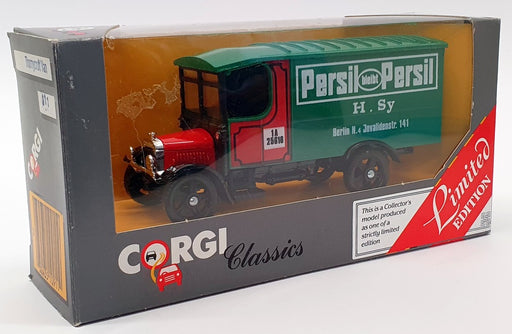 Thornycroft Van
CORGI
Persil bleibt Persil
H. Sy
Berlin N.4 Invalidenstr. 141
1A
25616
CORGI Classics
This is a Collector's
model produced
as one of a
strictly limited
edition
Limited
EDITION